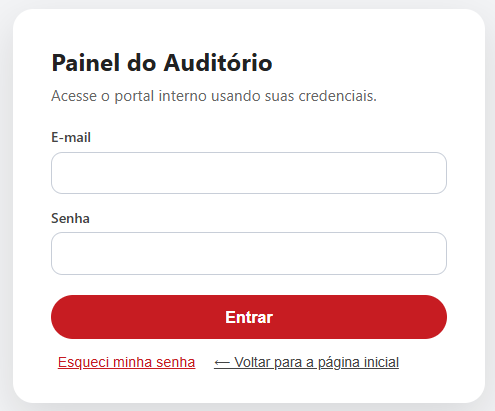 Painel do Auditório
Acesse o portal interno usando suas credenciais.
E-mail
Senha
Entrar
Esqueci minha senha ← Voltar para a página inicial